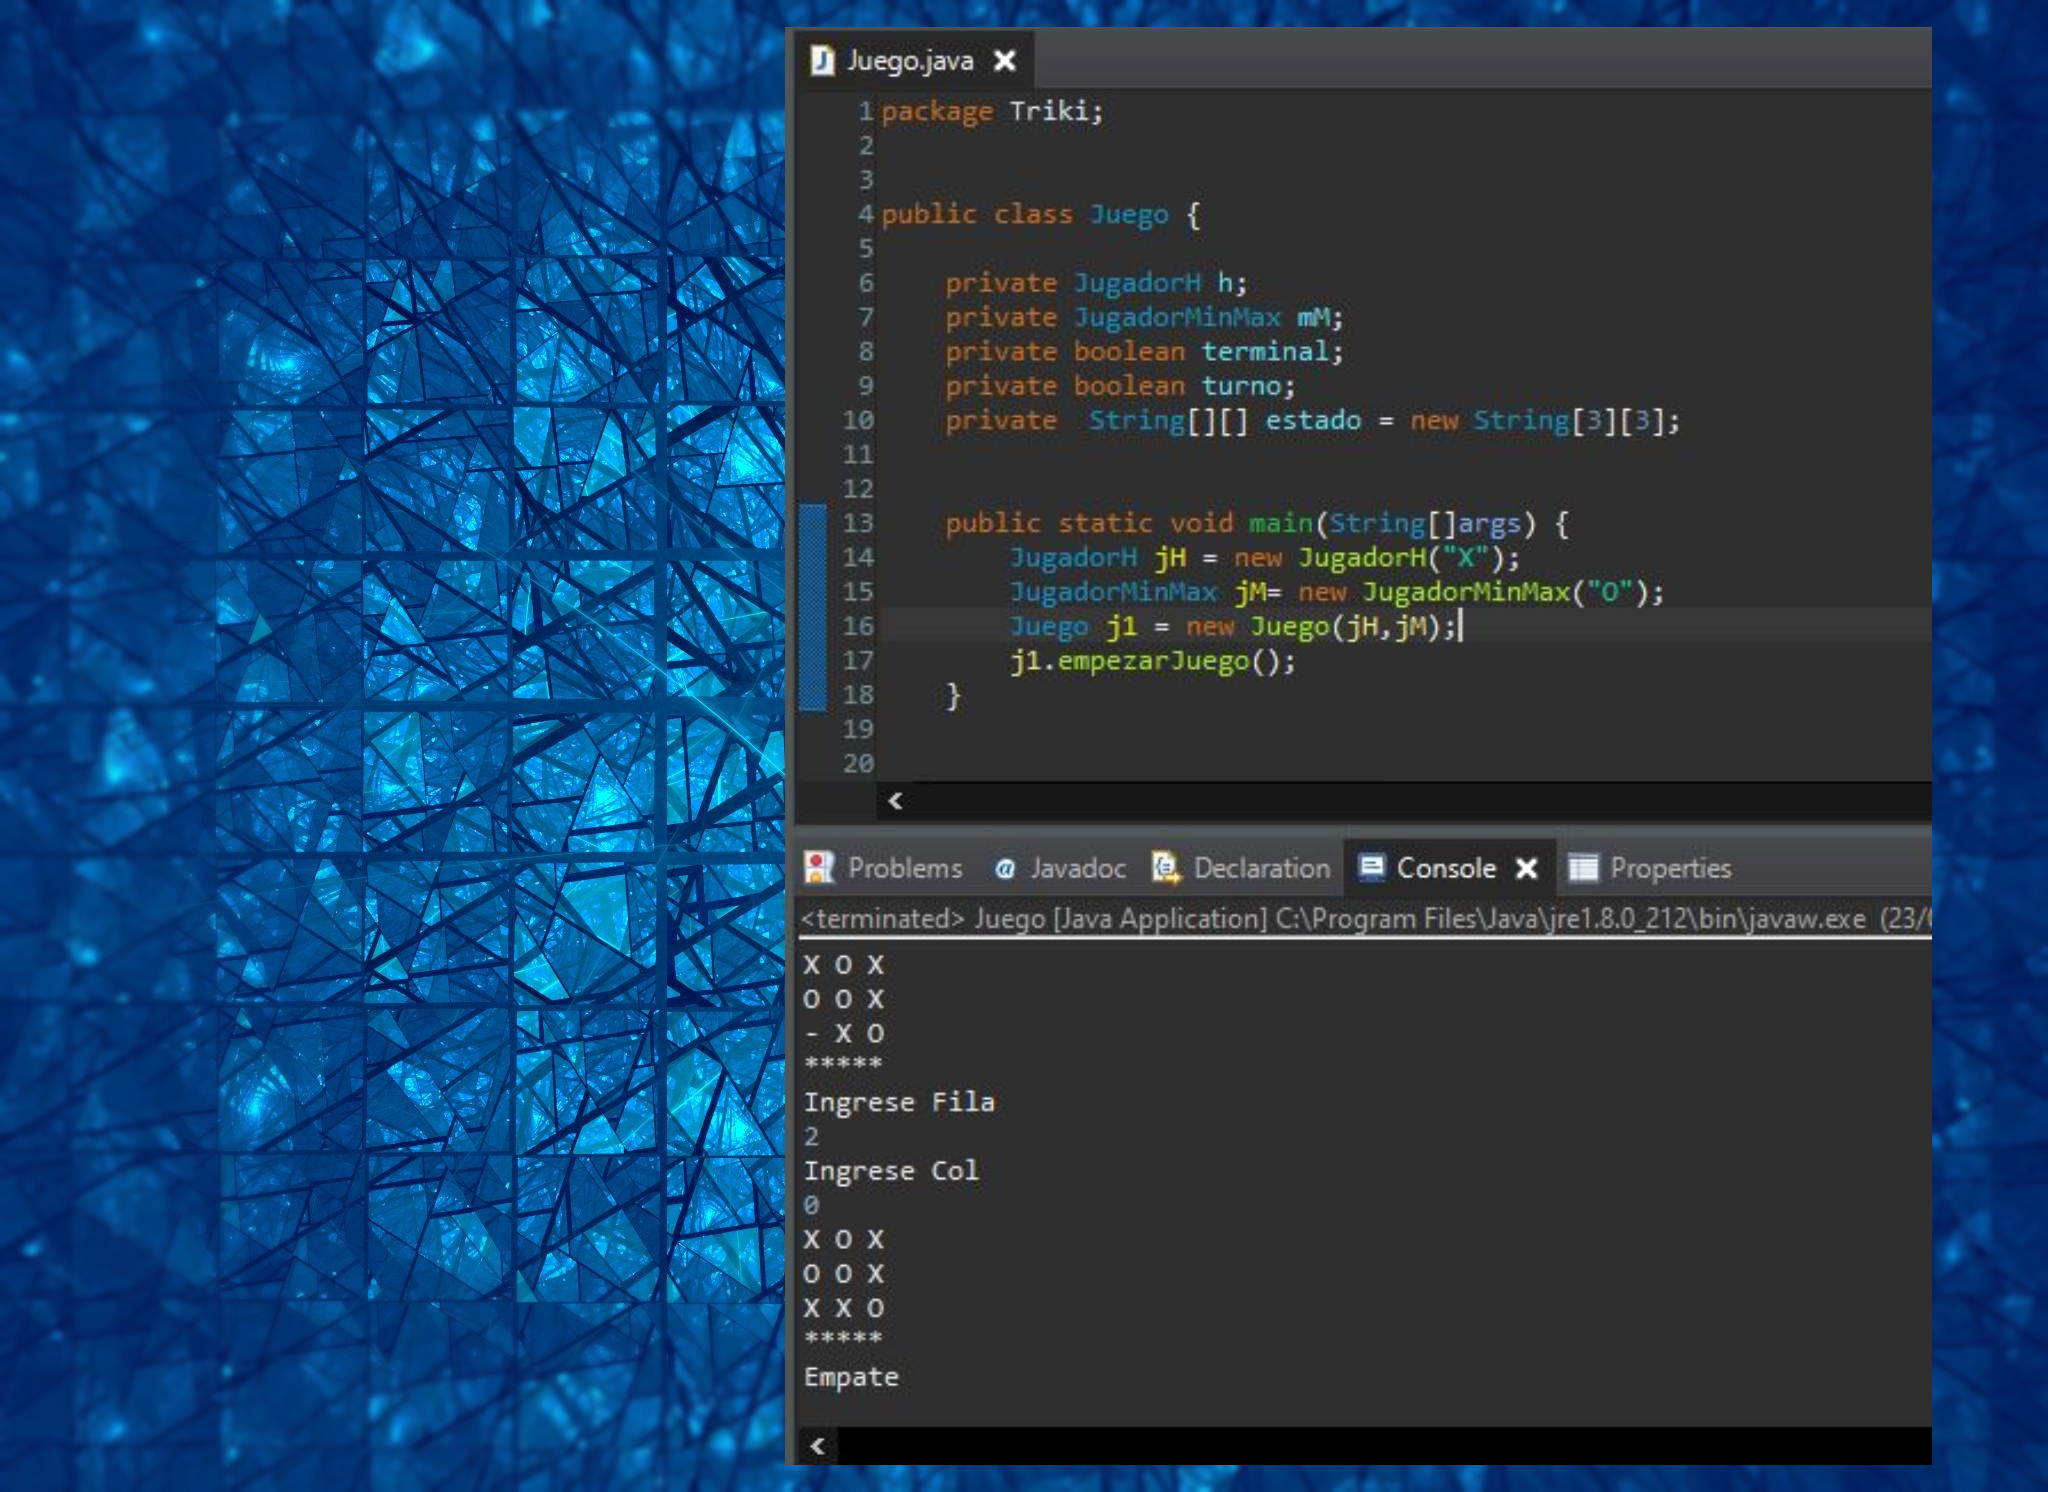 Juego.java
1 package Triki;
2
3
4 public class Juego {
5
6 private JugadorH h;
7 private JugadorMinMax mM;
8 private boolean terminal;
9 private boolean turno;
10 private String[][] estado = new String[3][3];
11
12
13 public static void main(String[]args) {
14 JugadorH jH = new JugadorH("X");
15 JugadorMinMax jM= new JugadorMinMax("O");
16 Juego j1 = new Juego(jH,jM);
17 j1.empezarJuego();
18 }
19
20
Problems Javadoc Declaration Console Properties
<terminated> Juego [Java Application] C:\Program Files\Java\jre1.8.0_212\bin\javaw.exe (23/
X O X
O O X
- X O
*****
Ingrese Fila
2
Ingrese Col
0
X O X
O O X
X X O
*****
Empate